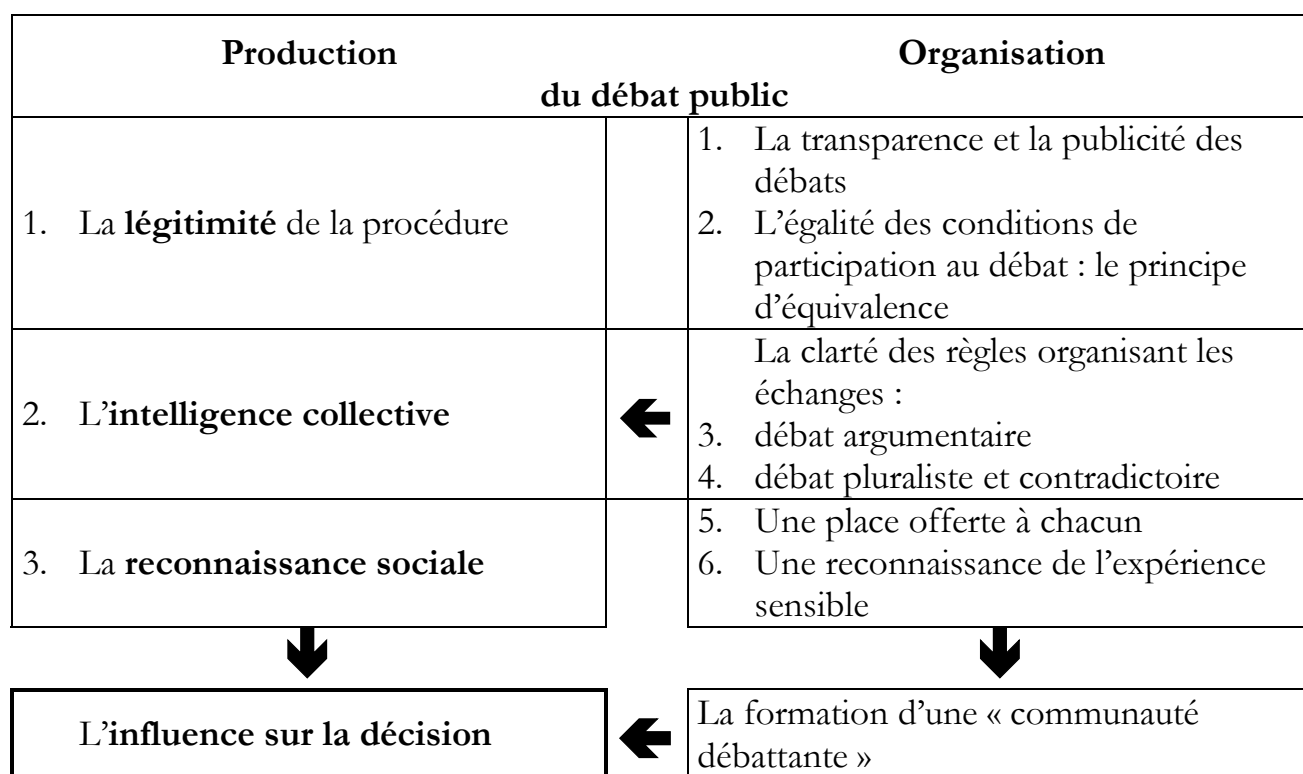 Production
Organisation
du débat public
1. La légitimité de la procédure
1. La transparence et la publicité des
débats
2. L’égalité des conditions de
participation au débat : le principe
d’équivalence
2. L’intelligence collective
La clarté des règles organisant les
échanges :
3. débat argumentaire
4. débat pluraliste et contradictoire
3. La reconnaissance sociale
5. Une place offerte à chacun
6. Une reconnaissance de l’expérience
sensible
L’influence sur la décision
La formation d’une « communauté
débattante »